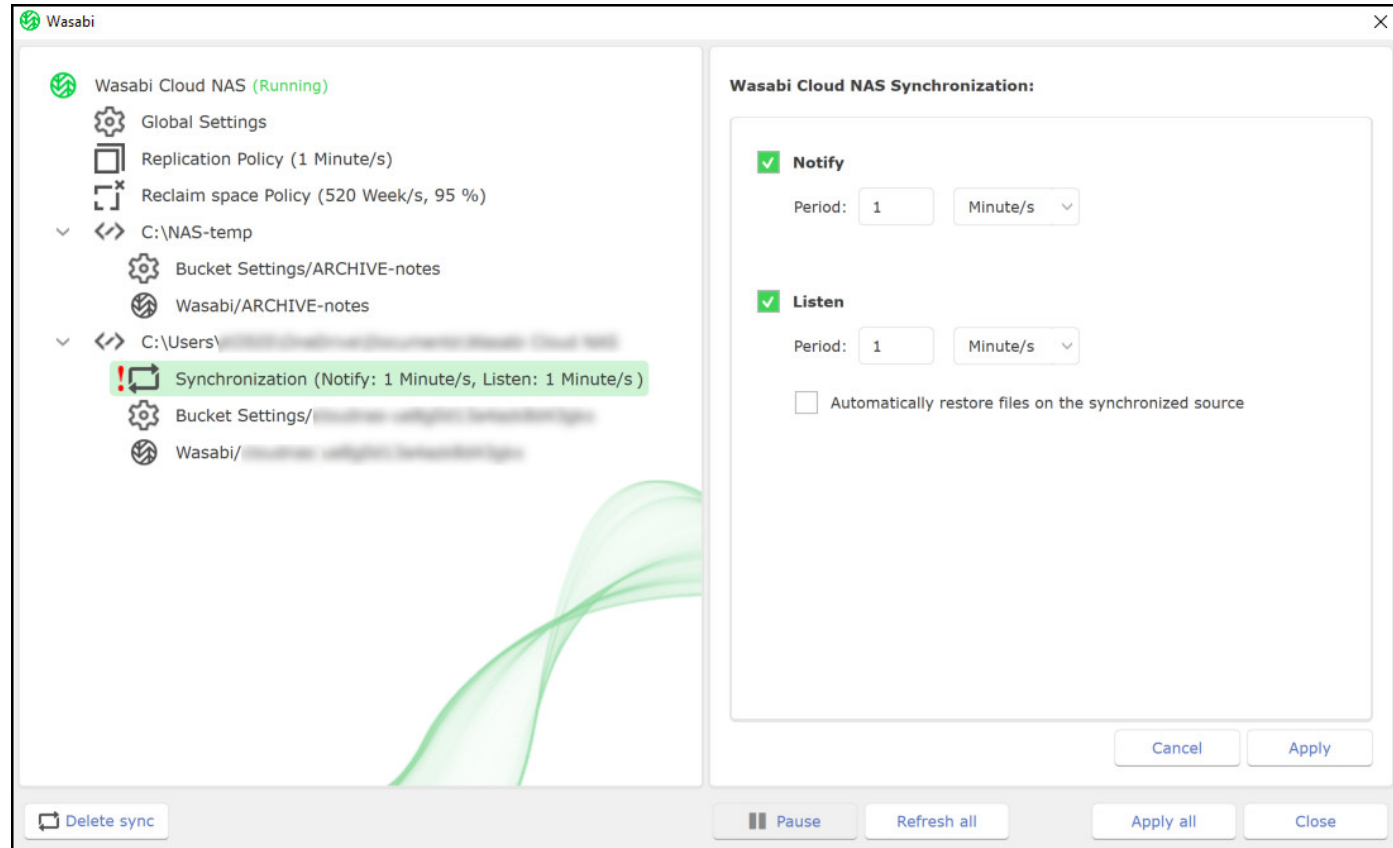 Wasabi
Wasabi Cloud NAS (Running)
Global Settings
Replication Policy (1 Minute/s)
Reclaim space Policy (520 Week/s, 95 %)
C:\NAS-temp
Bucket Settings/ARCHIVE-notes
Wasabi/ARCHIVE-notes
C:\Users\
! Synchronization (Notify: 1 Minute/s, Listen: 1 Minute/s )
Bucket Settings/
Wasabi/
Delete sync
Wasabi Cloud NAS Synchronization:
Notify
Period: 1 Minute/s
Listen
Period: 1 Minute/s
Automatically restore files on the synchronized source
Cancel Apply
Pause Refresh all Apply all Close